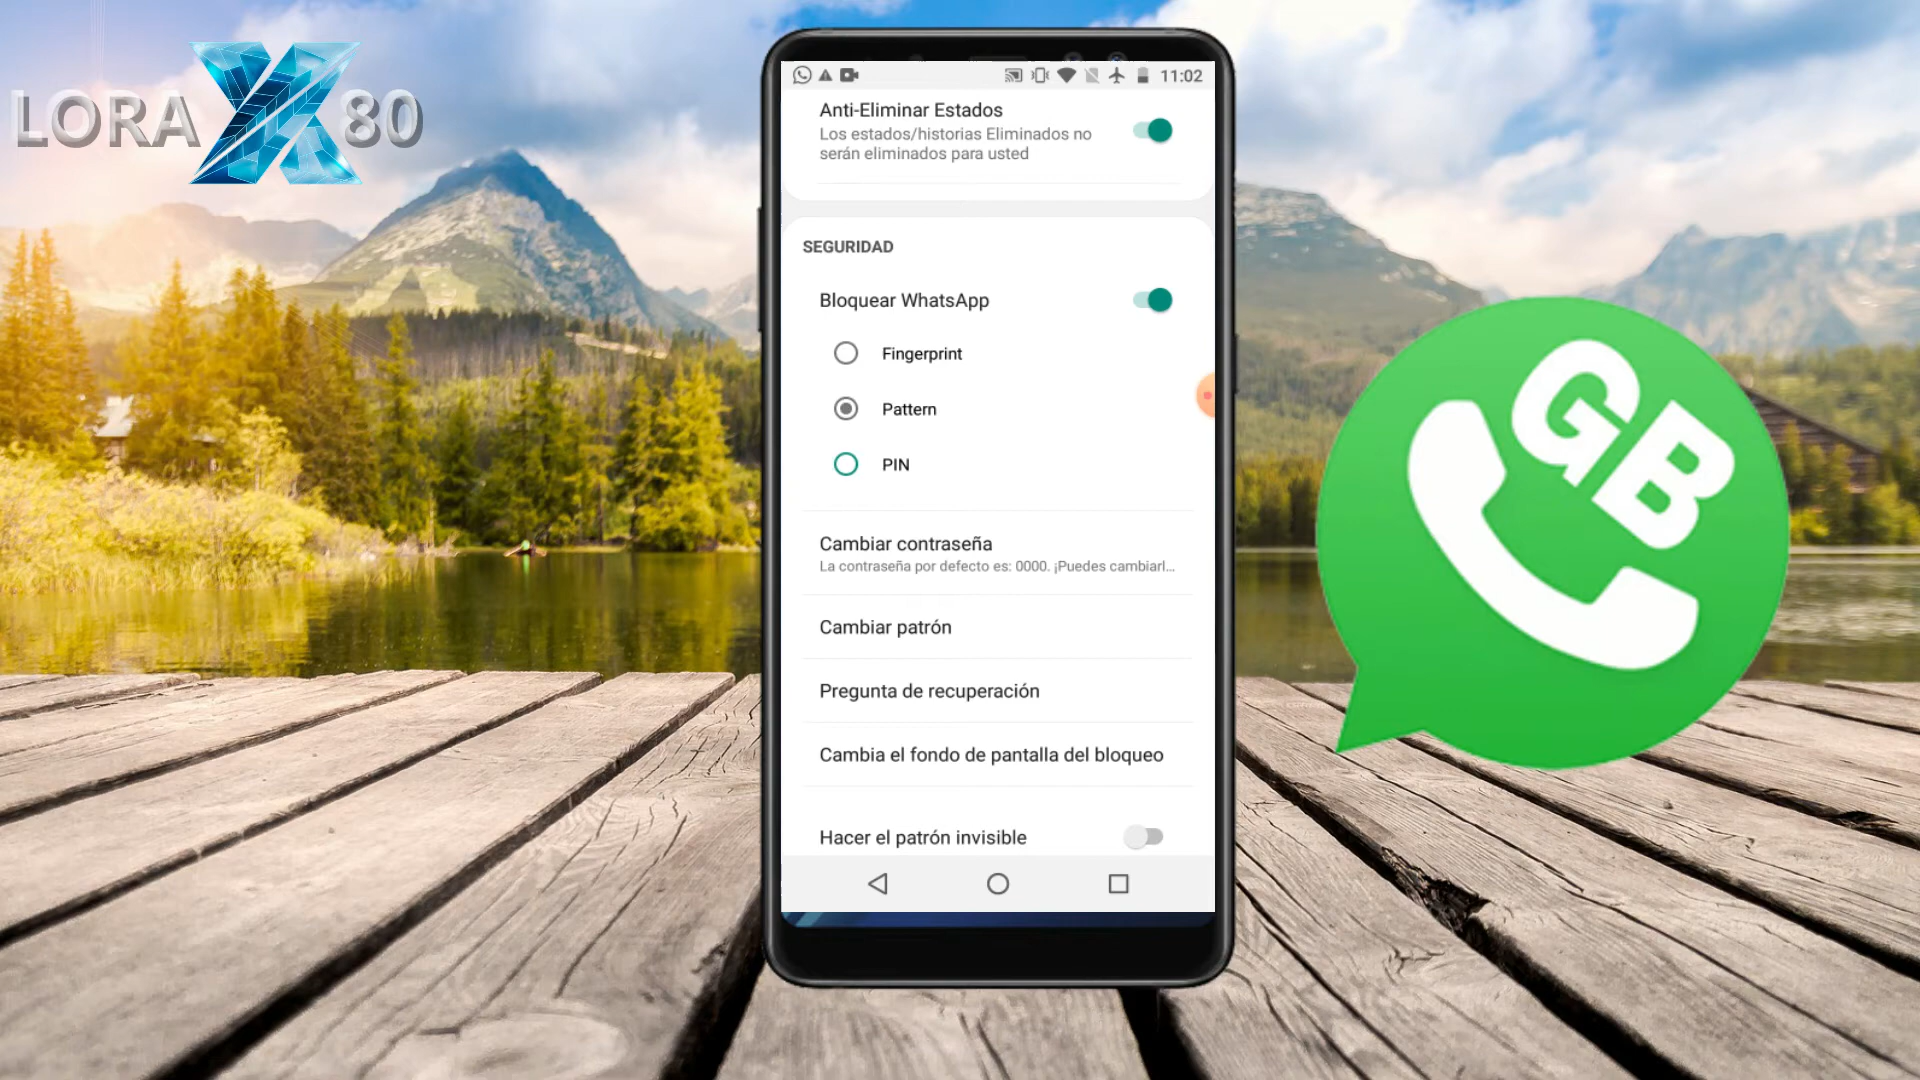 LORA X 80
11:02
Anti-Eliminar Estados
Los estados/historias Eliminados no
serán eliminados para usted
SEGURIDAD
Bloquear WhatsApp
Fingerprint
Pattern
PIN
Cambiar contraseña
La contraseña por defecto es: 0000. ¡Puedes cambiarl...
Cambiar patrón
Pregunta de recuperación
Cambia el fondo de pantalla del bloqueo
Hacer el patrón invisible
GB